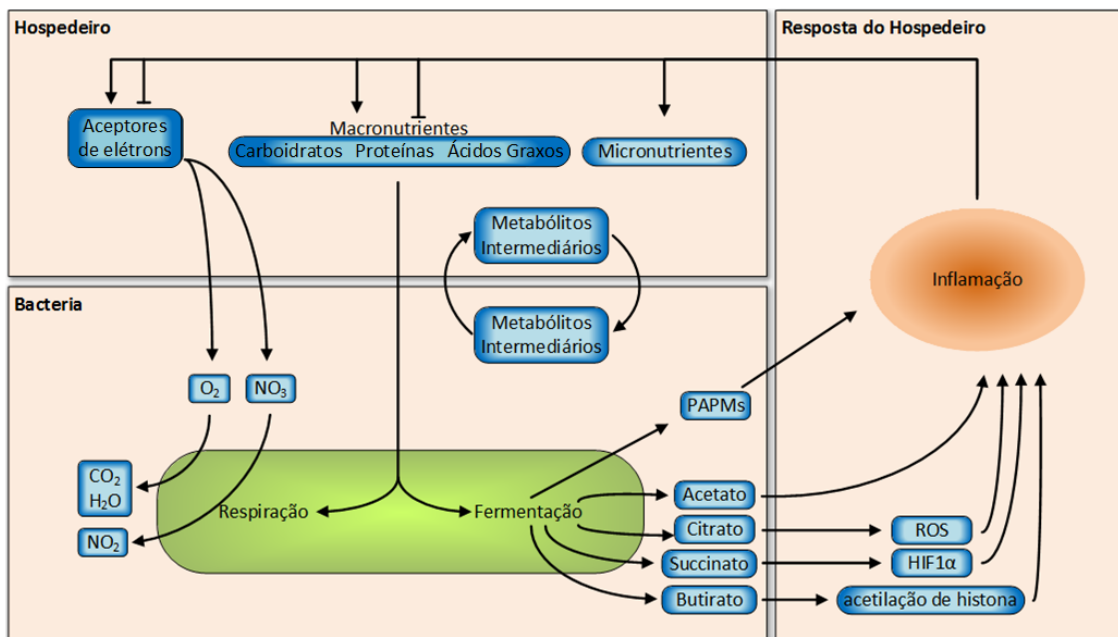 Hospedeiro
Resposta do Hospedeiro
Aceptores
de elétrons
Macronutrientes
Carboidratos Proteínas Ácidos Graxos
Micronutrientes
Metabólitos
Intermediários
Inflamação
Bacteria
Metabólitos
Intermediários
O₂
NO₃
PAPMs
CO₂
H₂O
NO₂
Respiração
Fermentação
Acetato
Citrato
ROS
Succinato
HIF1α
Butirato
acetilação de histona